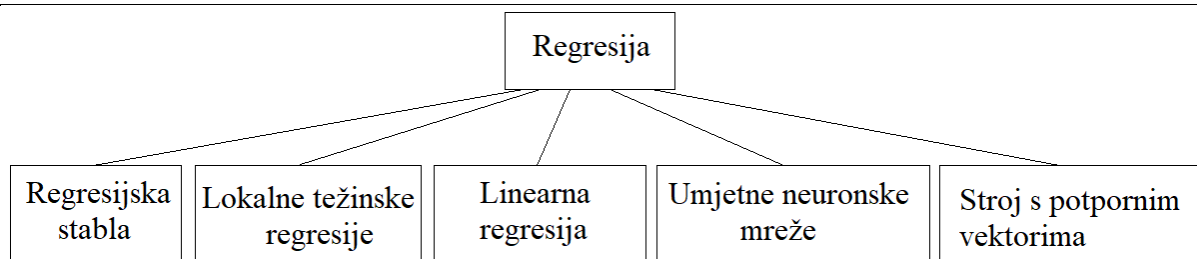 Regresija
Regresijska
stabla
Lokalne težinske
regresije
Linearna
regresija
Umjetne neuronske
mreže
Stroj s potpornim
vektorima